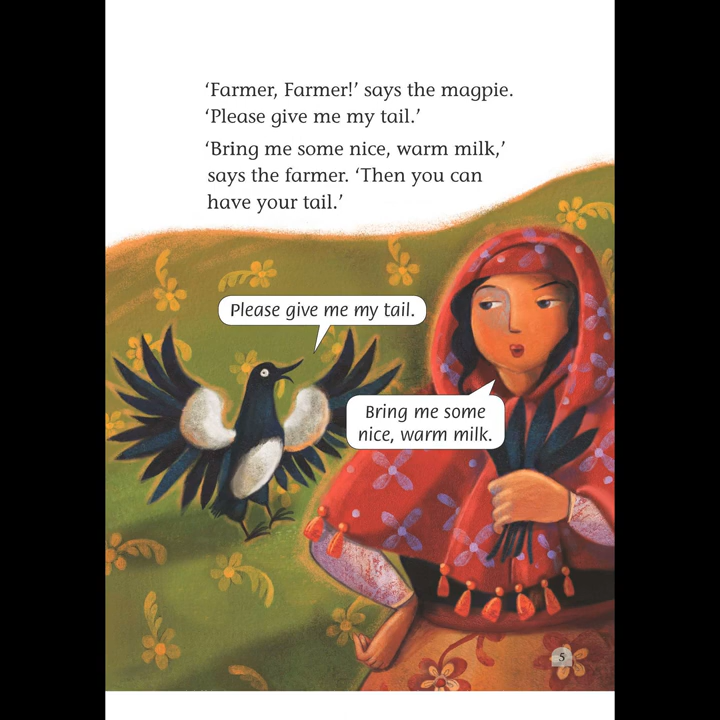 ‘Farmer, Farmer!’ says the magpie.
‘Please give me my tail.’
‘Bring me some nice, warm milk,’
says the farmer. ‘Then you can
have your tail.’
Please give me my tail.
Bring me some
nice, warm milk.
5